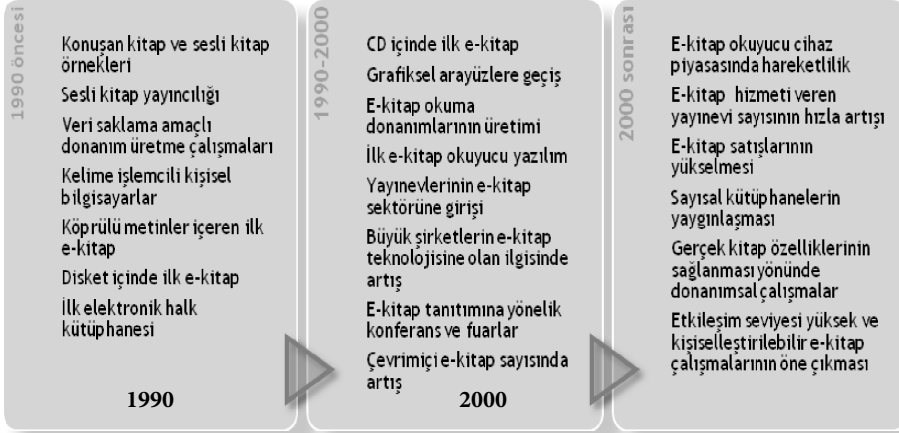 1990 öncesi
Konuşan kitap ve sesli kitap
örnekleri
Sesli kitap yayıncılığı
Veri saklama amaçlı
donanım üretme çalışmaları
Kelime işlemcili kişisel
bilgisayarlar
Köprülü metinler içeren ilk
e-kitap
Disket içinde ilk e-kitap
İlk elektronik halk
kütüphanesi
1990
1990-2000
CD içinde ilk e-kitap
Grafiksel arayüzlere geçiş
E-kitap okuma
donanımlarının üretimi
İlk e-kitap okuyucu yazılım
Yayınevlerinin e-kitap
sektörüne girişi
Büyük şirketlerin e-kitap
teknolojisine olan ilgisinde
artış
E-kitap tanıtımına yönelik
konferans ve fuarlar
Çevrimiçi e-kitap sayısında
artış
2000
2000 sonrası
E-kitap okuyucu cihaz
piyasasında hareketlilik
E-kitap hizmeti veren
yayınevi sayısının hızla artışı
E-kitap satışlarının
yükselmesi
Sayısal kütüphanelerin
yaygınlaşması
Gerçek kitap özelliklerinin
sağlanması yönünde
donanımsal çalışmalar
Etkileşim seviyesi yüksek ve
kişiselleştirilebilir e-kitap
çalışmalarının öne çıkması